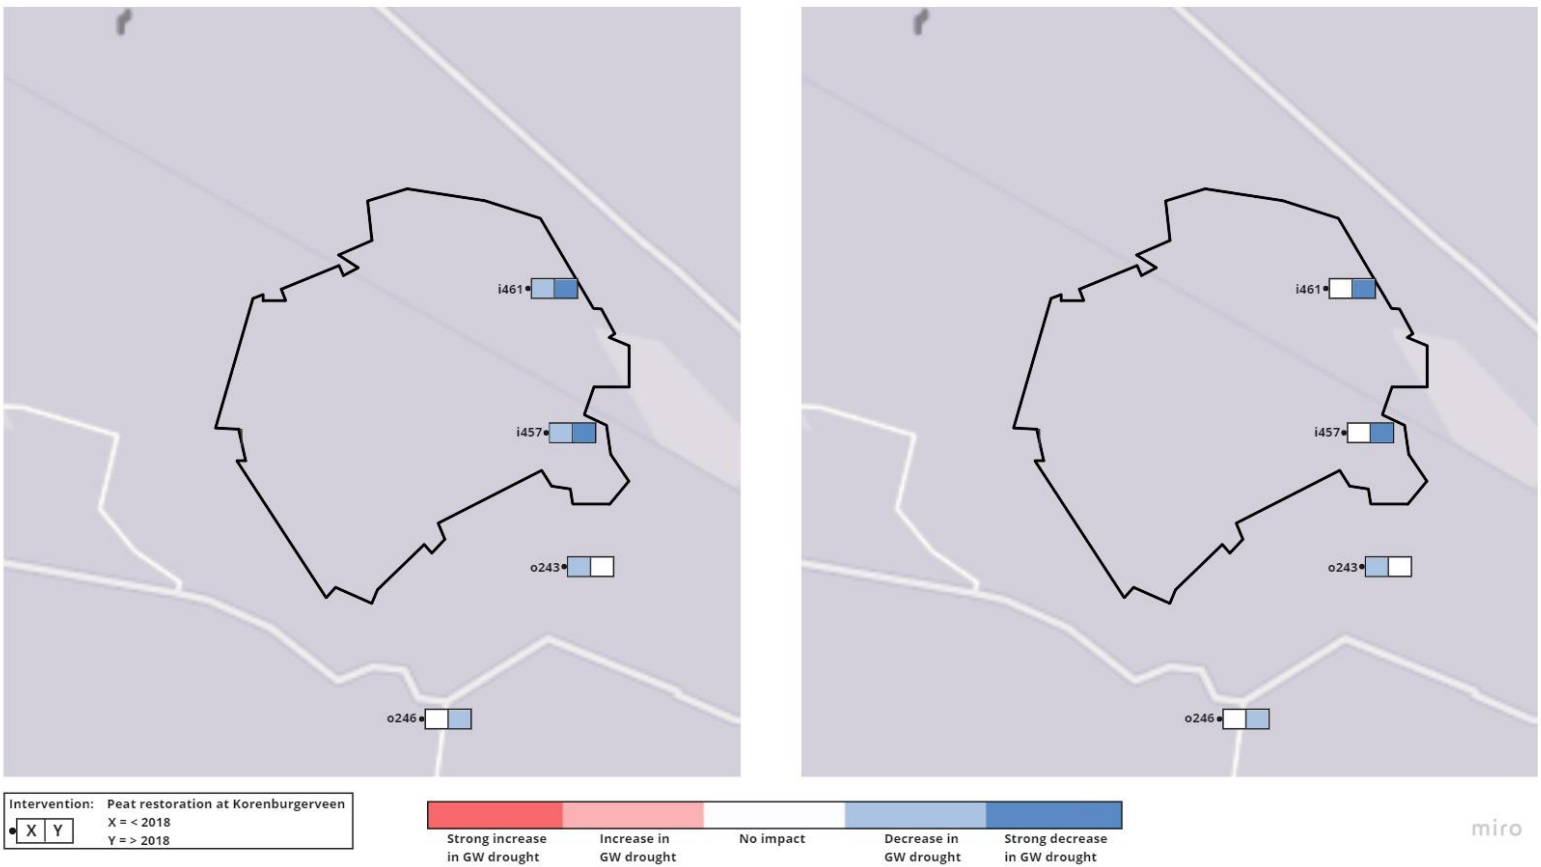 i461
i461
i457
i457
o243
o243
o246
o246
Intervention: Peat restoration at Korenburgerveen
X = < 2018
X Y
Y = > 2018
Strong increase
in GW drought
Increase in
GW drought
No impact
Decrease in
GW drought
Strong decrease
in GW drought
miro